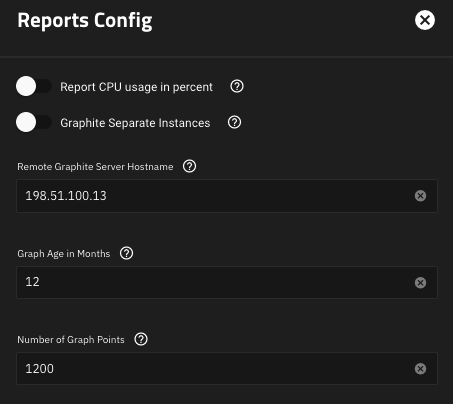 Reports Config
Report CPU usage in percent
Graphite Separate Instances
Remote Graphite Server Hostname
198.51.100.13
Graph Age in Months
12
Number of Graph Points
1200